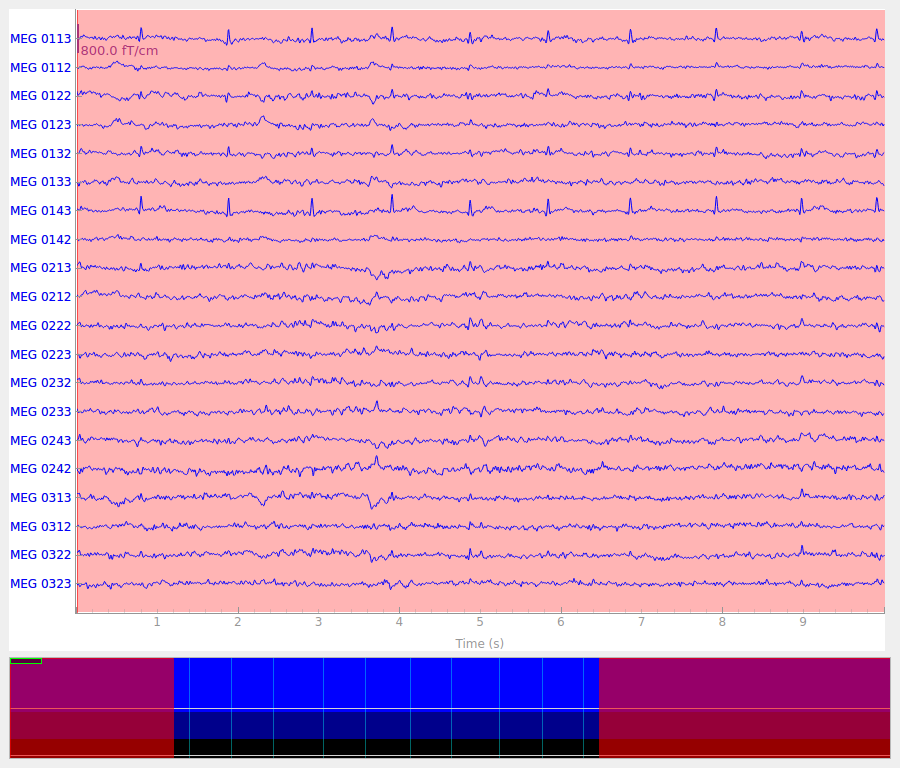 MEG 0113
800.0 fT/cm
MEG 0112
MEG 0122
MEG 0123
MEG 0132
MEG 0133
MEG 0143
MEG 0142
MEG 0213
MEG 0212
MEG 0222
MEG 0223
MEG 0232
MEG 0233
MEG 0243
MEG 0242
MEG 0313
MEG 0312
MEG 0322
MEG 0323
1 2 3 4 5 6 7 8 9
Time (s)